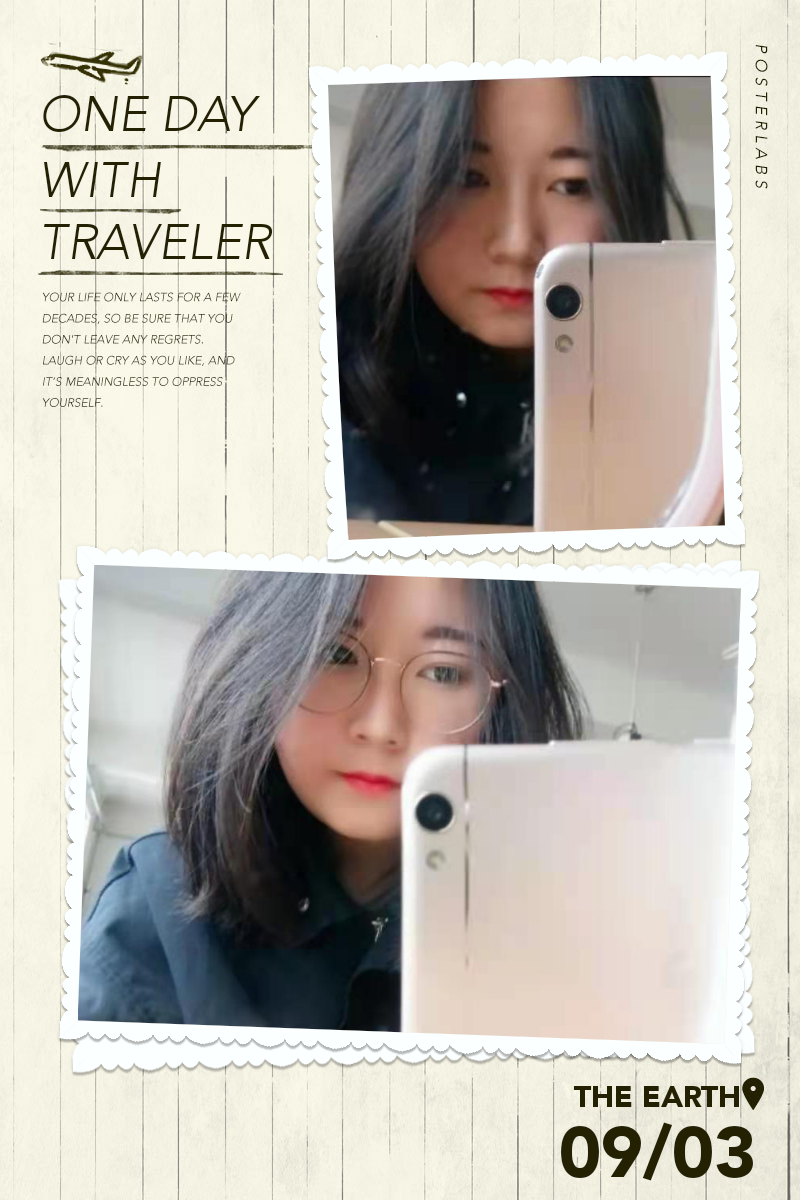 ONE DAY
WITH
TRAVELER
YOUR LIFE ONLY LASTS FOR A FEW
DECADES, SO BE SURE THAT YOU
DON'T LEAVE ANY REGRETS.
LAUGH OR CRY AS YOU LIKE, AND
IT'S MEANINGLESS TO OPPRESS
YOURSELF.
POSTERLABS
THE EARTH
09/03